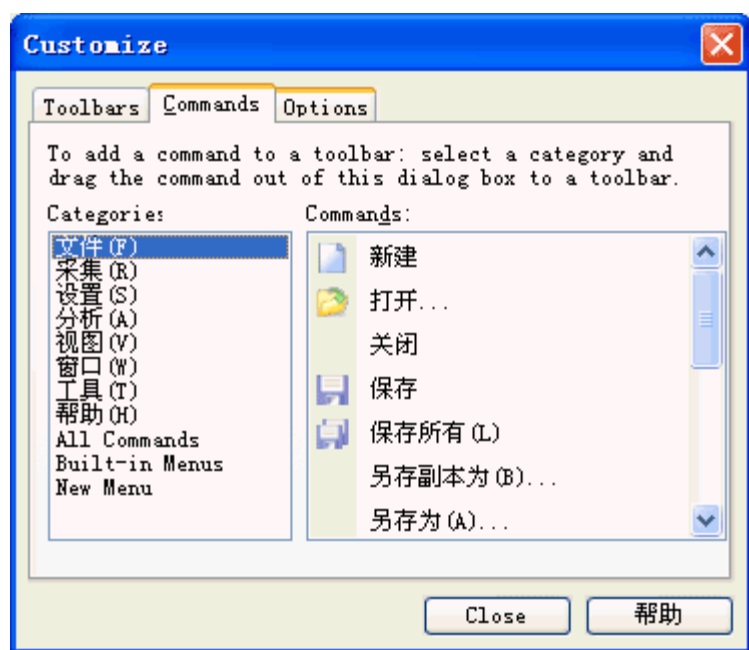 Customize
Toolbars Commands Options
To add a command to a toolbar: select a category and
drag the command out of this dialog box to a toolbar.
Categories
文件(F)
采集(R)
设置(S)
分析(A)
视图(V)
窗口(W)
工具(T)
帮助(H)
All Commands
Built-in Menus
New Menu
Commands:
新建
打开...
关闭
保存
保存所有(L)
另存副本为(B)...
另存为(A)...
Close 帮助